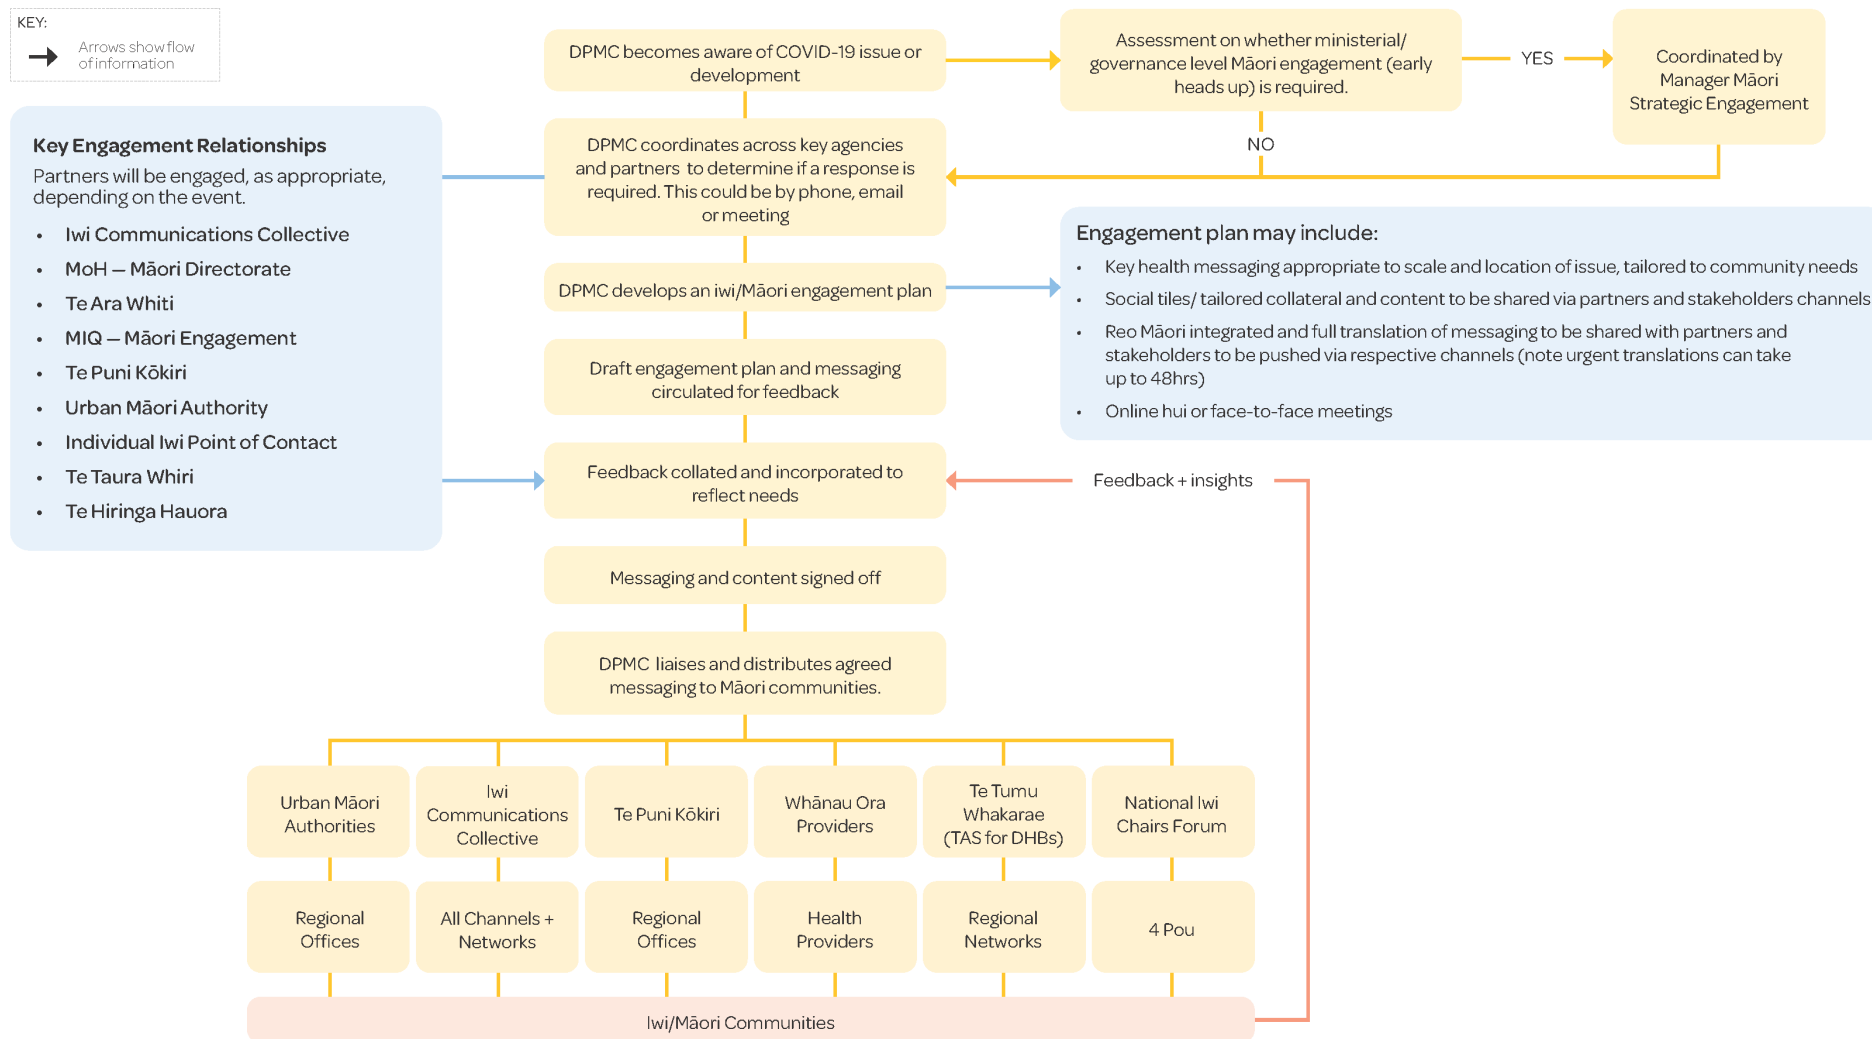 KEY:
Arrows show flow
of information
DPMC becomes aware of COVID-19 issue or
development
Assessment on whether ministerial/
governance level Māori engagement (early
heads up) is required.
YES
Coordinated by
Manager Māori
Strategic Engagement
NO
Key Engagement Relationships
Partners will be engaged, as appropriate,
depending on the event.
• Iwi Communications Collective
• MoH – Māori Directorate
• Te Ara Whiti
• MIQ – Māori Engagement
• Te Puni Kōkiri
• Urban Māori Authority
• Individual Iwi Point of Contact
• Te Taura Whiri
• Te Hiringa Hauora
DPMC coordinates across key agencies
and partners to determine if a response is
required. This could be by phone, email
or meeting
DPMC develops an iwi/Māori engagement plan
Engagement plan may include:
• Key health messaging appropriate to scale and location of issue, tailored to community needs
• Social tiles/ tailored collateral and content to be shared via partners and stakeholders channels
• Reo Māori integrated and full translation of messaging to be shared with partners and
stakeholders to be pushed via respective channels (note urgent translations can take
up to 48hrs)
• Online hui or face-to-face meetings
Draft engagement plan and messaging
circulated for feedback
Feedback collated and incorporated to
reflect needs
Feedback + insights
Messaging and content signed off
DPMC liaises and distributes agreed
messaging to Māori communities.
Urban Māori
Authorities
Iwi
Communications
Collective
Te Puni Kōkiri
Whānau Ora
Providers
Te Tumu
Whakarae
(TAS for DHBs)
National Iwi
Chairs Forum
Regional
Offices
All Channels +
Networks
Regional
Offices
Health
Providers
Regional
Networks
4 Pou
Iwi/Māori Communities